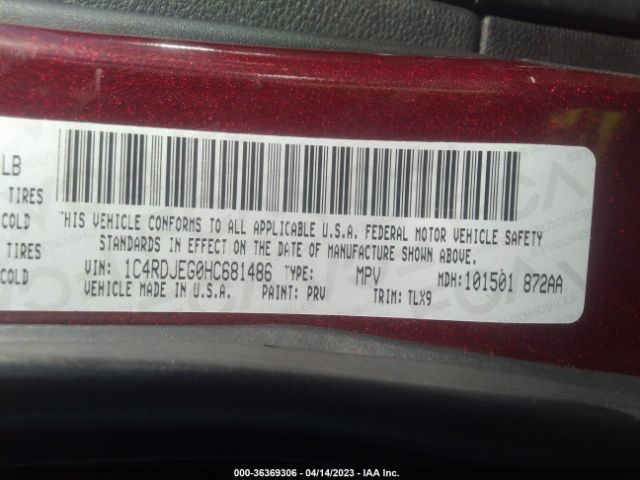 LB
TIRES
COLD
TIRES
COLD
THIS VEHICLE CONFORMS TO ALL APPLICABLE U.S.A. FEDERAL MOTOR VEHICLE SAFETY
STANDARDS IN EFFECT ON THE DATE OF MANUFACTURE SHOWN ABOVE.
VIN: 1C4RDJEG0HC681486 TYPE: MPV MDH:101501 872AA
VEHICLE MADE IN U.S.A. PAINT: PRV TRIM: TLX9
000-36369306 - 04/14/2023 - IAA Inc.